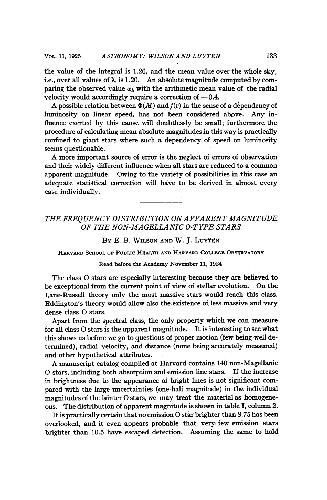 VOL. 11, 1925 ASTRONOMY: WILSON AND LUYTEN 133
the value of the integral is 1.20, and the mean value over the whole sky,
i.e., over all values of λ is 1.20. An absolute magnitude computed by com-
paring the observed value ω, with the arithmetic mean value of the radial
velocity would accordingly require a correction of −0.4.
A possible relation between Φ(M) and f(v) in the sense of a dependency of
luminosity on linear speed, has not been considered above. Any in-
fluence exerted by this cause will doubtlessly be small; furthermore the
procedure of calculating mean absolute magnitudes in this way is practically
confined to giant stars where such a dependency of speed on luminosity
seems questionable.
A more important source of error is the neglect of errors of observation
and their widely different influence when all stars are reduced to a common
apparent magnitude. Owing to the variety of possibilities in this case an
adequate statistical correction will have to be derived in almost every
case individually.
THE FREQUENCY DISTRIBUTION OF APPARENT MAGNITUDE
OF THE NON-MAGELLANIC O-TYPE STARS
BY E. B. WILSON AND W. J. LUYTEN
HARVARD SCHOOL OF PUBLIC HEALTH AND HARVARD COLLEGE OBSERVATORY
Read before the Academy November 11, 1924
The class O stars are especially interesting because they are believed to
be exceptional from the current point of view of stellar evolution. On the
Lane-Russell theory only the most massive stars would reach this class.
Eddington's theory would allow also the existence of less massive and very
dense class O stars.
Apart from the spectral class, the only property which we can measure
for all class O stars is the apparent magnitude. It is interesting to see what
this shows us before we go to questions of proper motion (few being well de-
termined), radial velocity, and distance (none being accurately measured)
and other hypothetical attributes.
A manuscript catalog compiled at Harvard contains 140 non-Magellanic
O stars, including both absorption and emission line stars. If the increase
in brightness due to the appearance of bright lines is not significant com-
pared with the large uncertainties (one-half magnitude) in the individual
magnitudes of the fainter O stars, we may treat the material as homogene-
ous. The distribution of apparent magnitude is shown in table I, column 2.
It is practically certain that no emission O star brighter than 9.75 has been
overlooked, and it even appears probable that very few emission stars
brighter than 10.5 have escaped detection. Assuming the same to hold